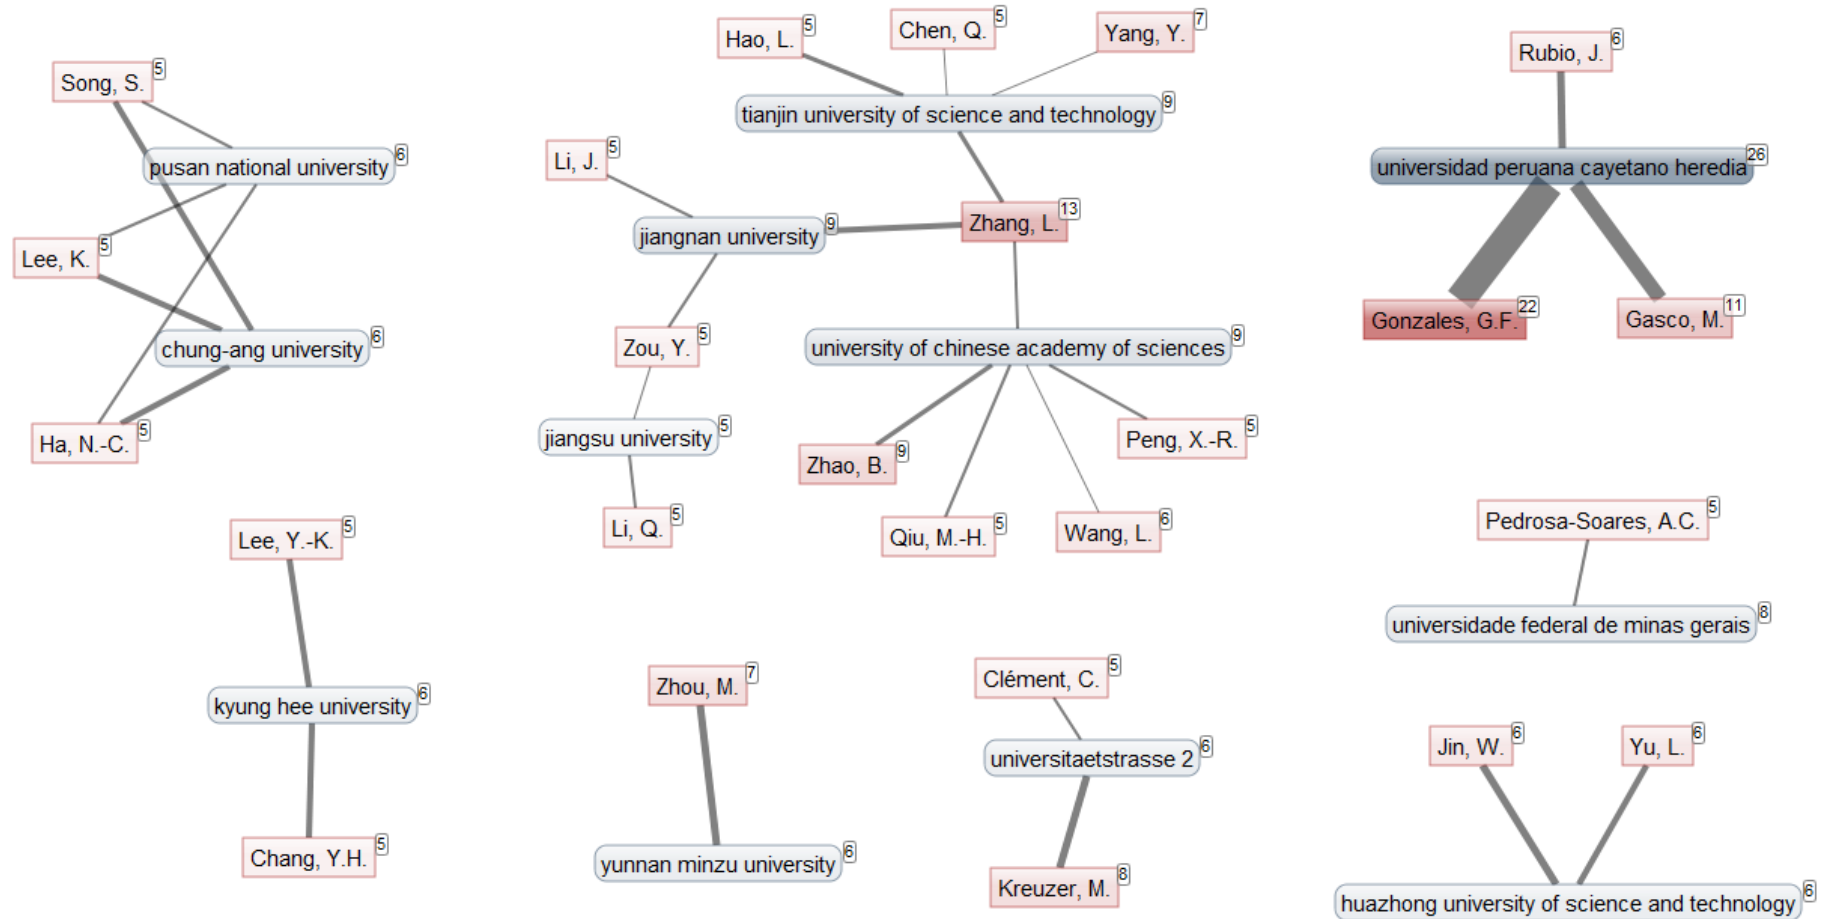 Song, S. 5
pusan national university 6
Lee, K. 5
chung-ang university 6
Ha, N.-C. 5
Hao, L. 5
Chen, Q. 5
Yang, Y. 7
tianjin university of science and technology 9
Li, J. 5
jiangnan university 9
Zhang, L. 13
Zou, Y. 5
university of chinese academy of sciences 9
jiangsu university 5
Zhao, B. 9
Peng, X.-R. 5
Li, Q. 5
Qiu, M.-H. 5
Wang, L. 6
Rubio, J. 6
universidad peruana cayetano heredia 26
Gonzales, G.F. 22
Gasco, M. 11
Lee, Y.-K. 5
kyung hee university 6
Chang, Y.H. 5
Zhou, M. 7
yunnan minzu university 6
Clément, C. 5
universitaetstrasse 2 6
Kreuzer, M. 8
Pedrosa-Soares, A.C. 5
universidade federal de minas gerais 8
Jin, W. 6
Yu, L. 6
huazhong university of science and technology 6